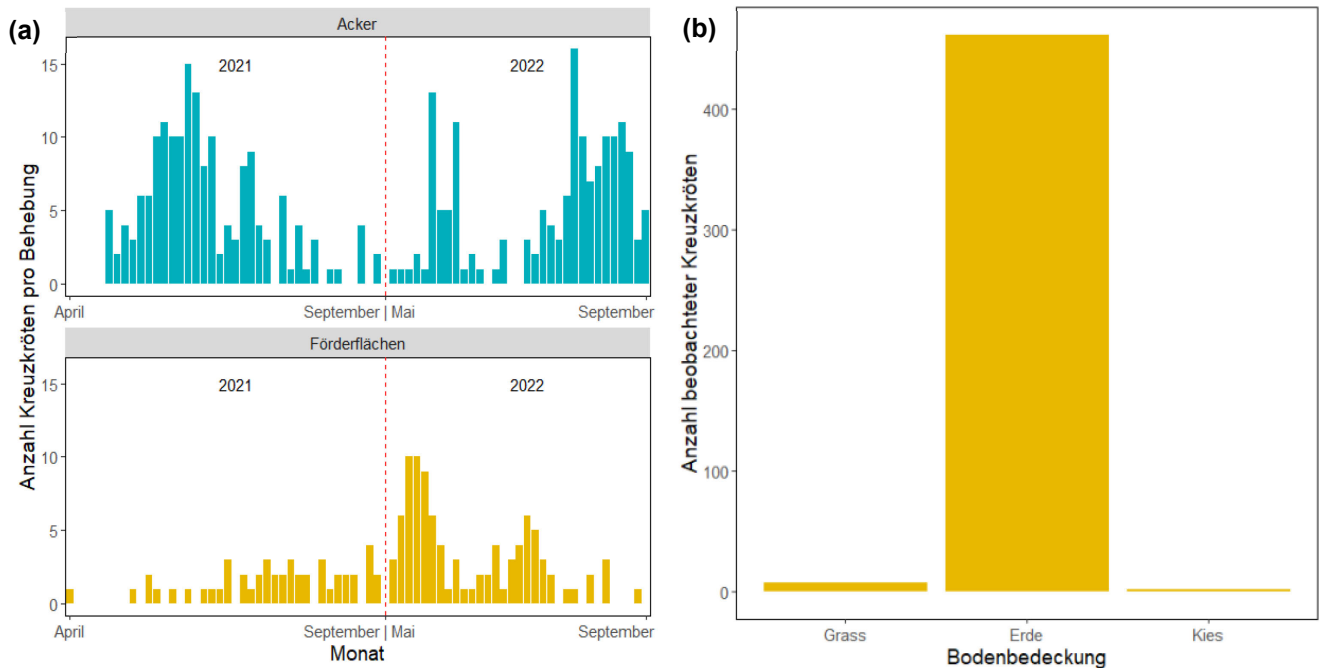 (a)
Acker
2021
2022
15
10
5
0
April
September | Mai
September
Förderflächen
2021
2022
15
10
5
0
April
September | Mai
September
Monat
Anzahl Kreuzkröten pro Behebung
(b)
400
300
200
100
0
Grass
Erde
Kies
Bodenbedeckung
Anzahl beobachteter Kreuzkröten